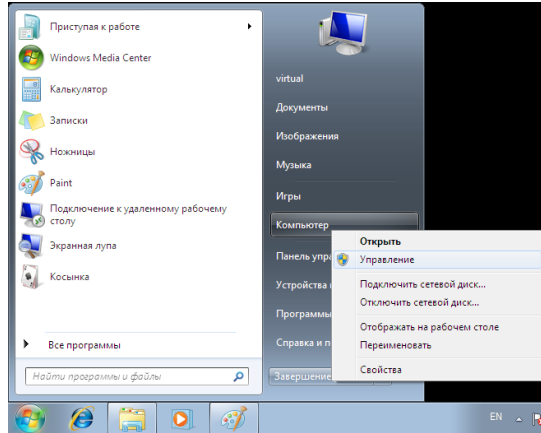 Приступая к работе
Windows Media Center
Калькулятор
Записки
Ножницы
Paint
Подключение к удаленному рабочему
столу
Экранная лупа
Косинка
Все программы
Найти программы и файлы
virtual
Документы
Изображения
Музыка
Игры
Компьютер
Панель упра
Устройства
Программы
Справка и п
Завершение
Открыть
Управление
Подключить сетевой диск...
Отключить сетевой диск...
Отображать на рабочем столе
Переименовать
Свойства
EN